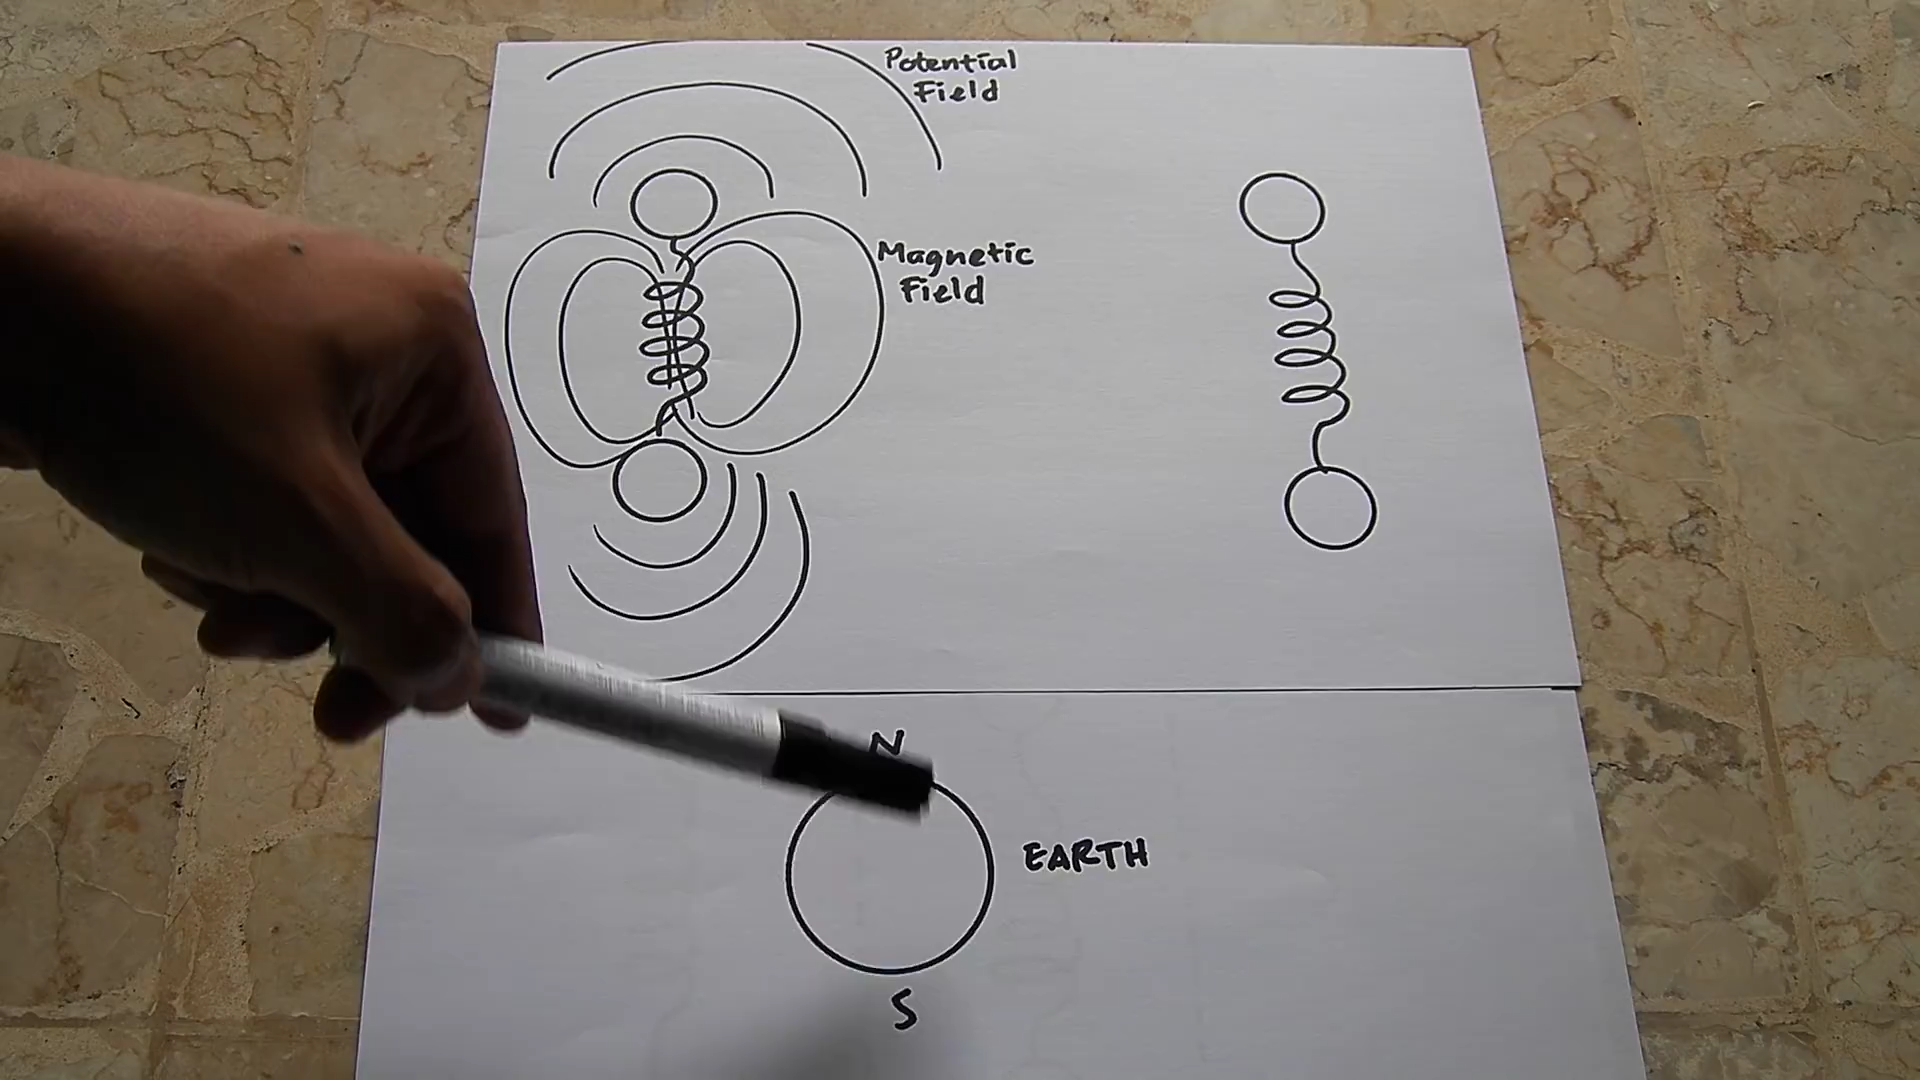 Potential
Field
Magnetic
Field
N
EARTH
S